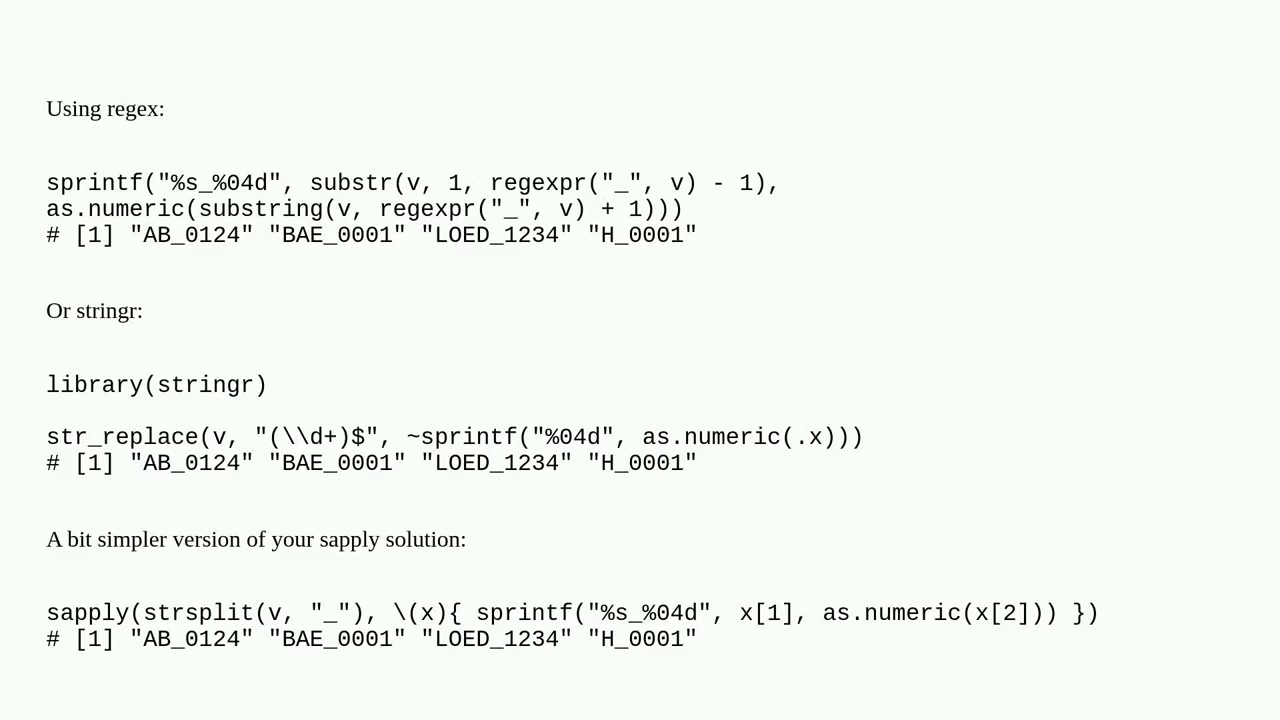 Using regex:
sprintf("%s_%04d", substr(v, 1, regexpr("_", v) - 1),
as.numeric(substring(v, regexpr("_", v) + 1)))
# [1] "AB_0124" "BAE_0001" "LOED_1234" "H_0001"
Or stringr:
library(stringr)
str_replace(v, "(\\d+)$", ~sprintf("%04d", as.numeric(.x)))
# [1] "AB_0124" "BAE_0001" "LOED_1234" "H_0001"
A bit simpler version of your sapply solution:
sapply(strsplit(v, "_"), \(x){ sprintf("%s_%04d", x[1], as.numeric(x[2])) })
# [1] "AB_0124" "BAE_0001" "LOED_1234" "H_0001"